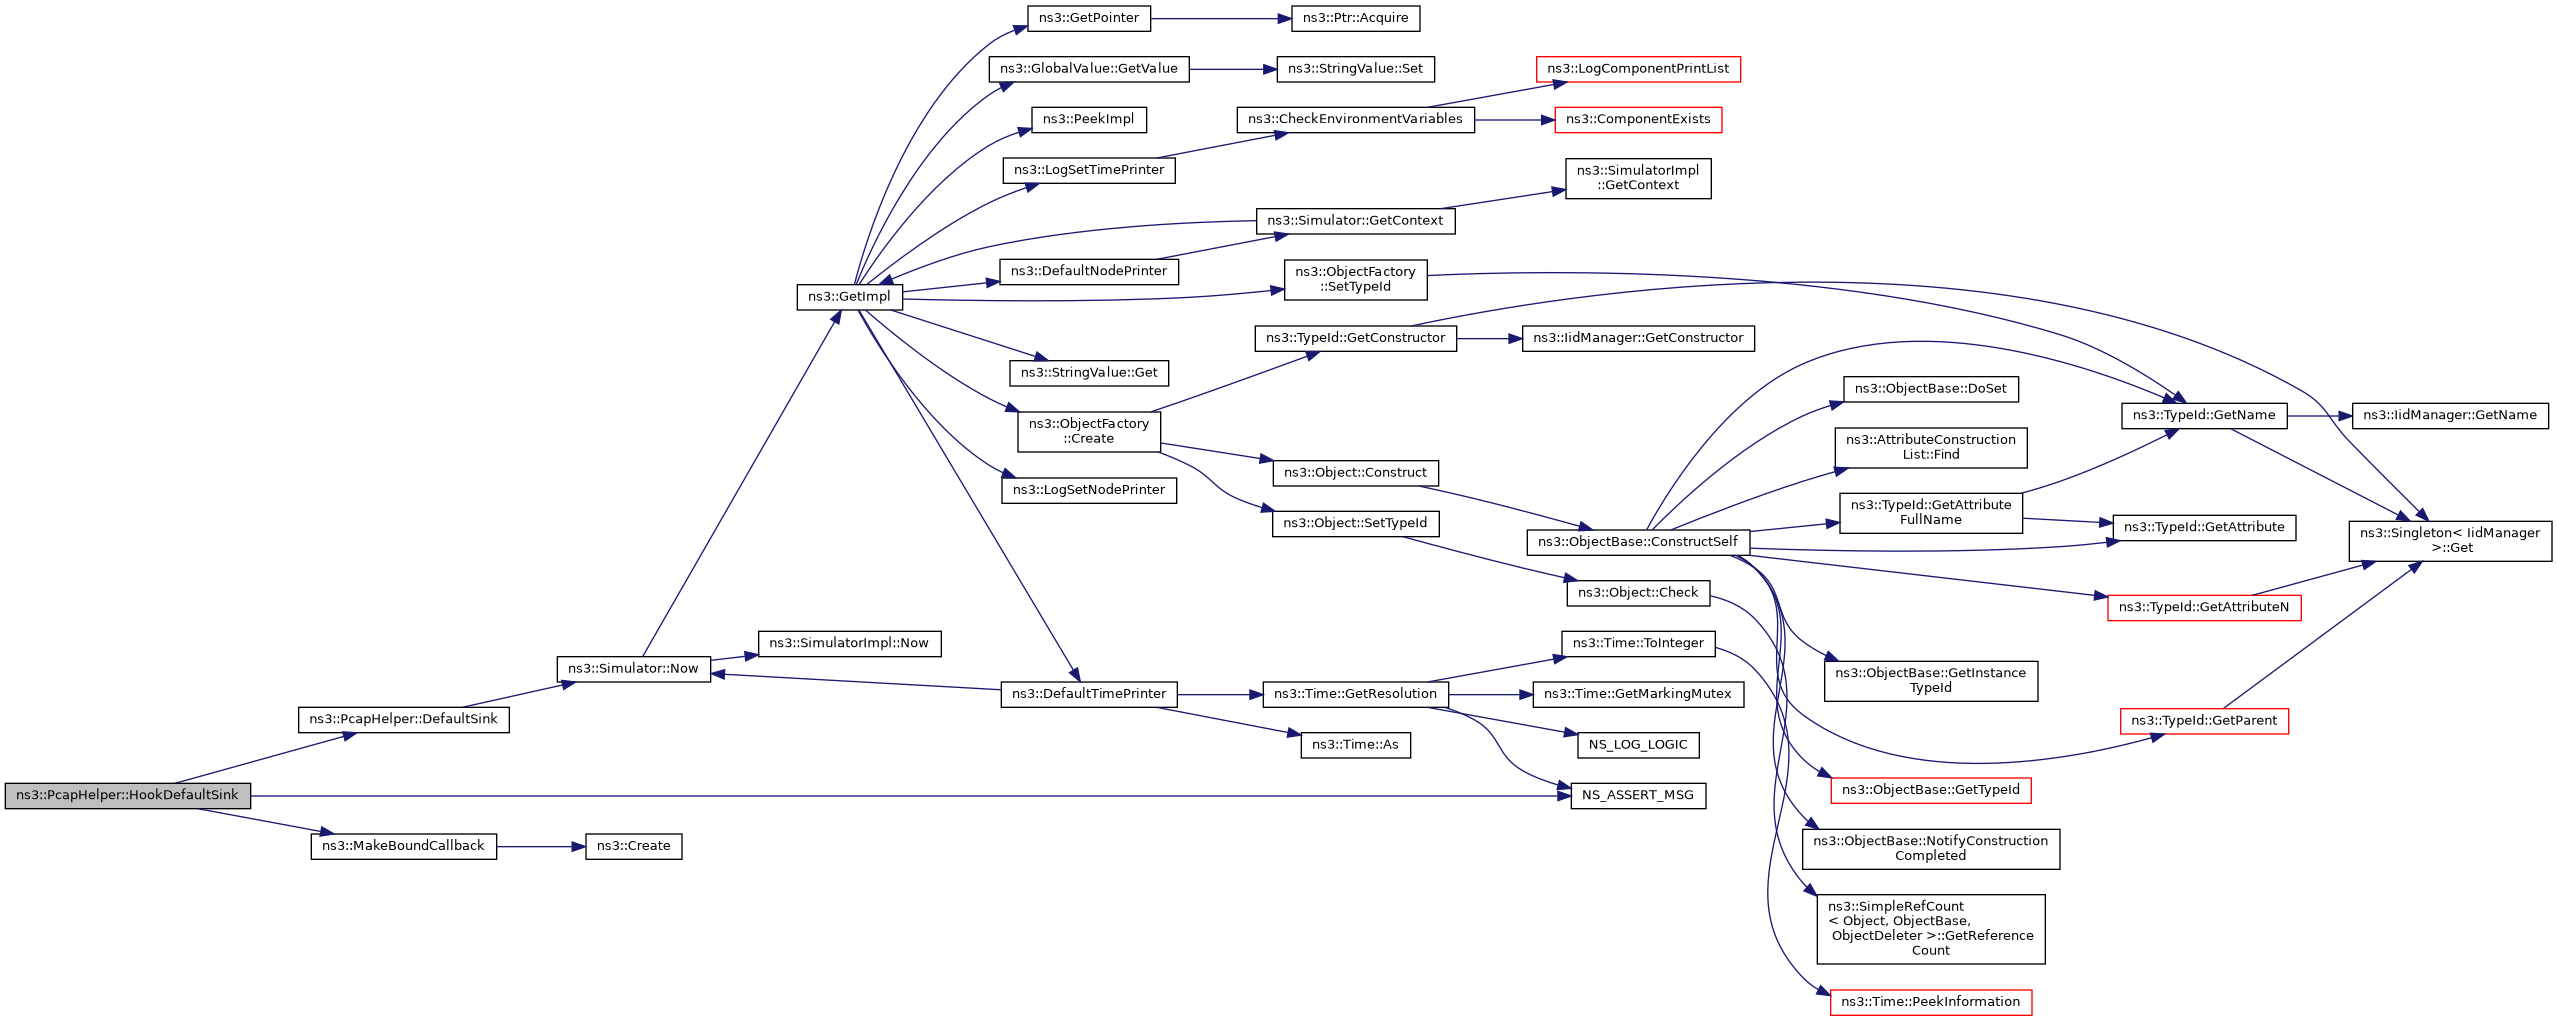 ns3::GetPointer
ns3::Ptr::Acquire
ns3::GlobalValue::GetValue
ns3::StringValue::Set
ns3::LogComponentPrintList
ns3::PeekImpl
ns3::CheckEnvironmentVariables
ns3::ComponentExists
ns3::LogSetTimePrinter
ns3::SimulatorImpl
::GetContext
ns3::Simulator::GetContext
ns3::DefaultNodePrinter
ns3::ObjectFactory
::SetTypeId
ns3::GetImpl
ns3::TypeId::GetConstructor
ns3::IidManager::GetConstructor
ns3::StringValue::Get
ns3::ObjectBase::DoSet
ns3::TypeId::GetName
ns3::IidManager::GetName
ns3::ObjectFactory
::Create
ns3::AttributeConstruction
List::Find
ns3::Object::Construct
ns3::LogSetNodePrinter
ns3::TypeId::GetAttribute
FullName
ns3::Object::SetTypeId
ns3::TypeId::GetAttribute
ns3::ObjectBase::ConstructSelf
ns3::Singleton< IidManager
>::Get
ns3::Object::Check
ns3::TypeId::GetAttributeN
ns3::Simulator::Now
ns3::SimulatorImpl::Now
ns3::Time::ToInteger
ns3::ObjectBase::GetInstance
TypeId
ns3::DefaultTimePrinter
ns3::Time::GetResolution
ns3::Time::GetMarkingMutex
ns3::PcapHelper::DefaultSink
ns3::TypeId::GetParent
ns3::Time::As
NS_LOG_LOGIC
ns3::PcapHelper::HookDefaultSink
NS_ASSERT_MSG
ns3::ObjectBase::GetTypeId
ns3::MakeBoundCallback
ns3::Create
ns3::ObjectBase::NotifyConstruction
Completed
ns3::SimpleRefCount
< Object, ObjectBase,
ObjectDeleter >::GetReference
Count
ns3::Time::PeekInformation